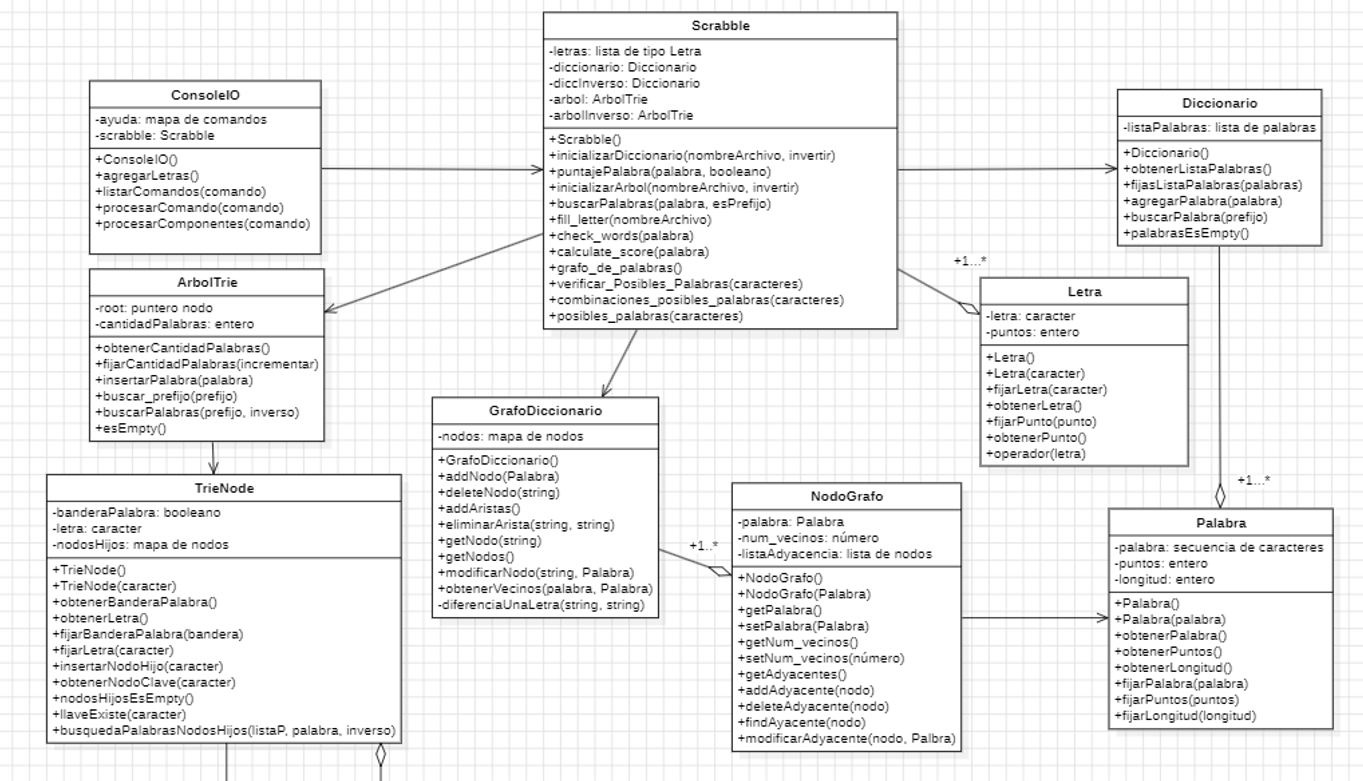 Scrabble
-letras: lista de tipo Letra
-diccionario: Diccionario
-diccInverso: Diccionario
-arbol: ArbolTrie
-arbolInverso: ArbolTrie
+Scrabble()
+inicializarDiccionario(nombreArchivo, invertir)
+puntajePalabra(palabra, booleano)
+inicializarArbol(nombreArchivo, invertir)
+buscarPalabras(palabra, esPrefijo)
+fill_letter(nombreArchivo)
+check_words(palabra)
+calculate_score(palabra)
+grafo_de_palabras()
+verificar_Posibles_Palabras(caracteres)
+combinaciones_posibles_palabras(caracteres)
+posibles_palabras(caracteres)
ConsoleIO
-ayuda: mapa de comandos
-scrabble: Scrabble
+ConsoleIO()
+agregarLetras()
+listarComandos(comando)
+procesarComando(comando)
+procesarComponentes(comando)
Diccionario
-listaPalabras: lista de palabras
+Diccionario()
+obtenerListaPalabras()
+fijasListaPalabras(palabras)
+agregarPalabra(palabra)
+buscarPalabra(prefijo)
+palabrasEsEmpty()
+1...*
Letra
-letra: caracter
-puntos: entero
+Letra()
+Letra(caracter)
+fijarLetra(caracter)
+obtenerLetra()
+fijarPunto(punto)
+obtenerPunto()
+operador(letra)
ArbolTrie
-root: puntero nodo
-cantidadPalabras: entero
+obtenerCantidadPalabras()
+fijarCantidadPalabras(incrementar)
+insertarPalabra(palabra)
+buscar_prefijo(prefijo)
+buscarPalabras(prefijo, inverso)
+esEmpty()
GrafoDiccionario
-nodos: mapa de nodos
+GrafoDiccionario()
+addNodo(Palabra)
+deleteNodo(string)
+addAristas()
+eliminarArista(string, string)
+getNodo(string)
+getNodos()
+modificarNodo(string, Palabra)
+obtenerVecinos(palabra, Palabra)
-diferenciaUnaLetra(string, string)
+1..*
TrieNode
-banderaPalabra: booleano
-letra: caracter
-nodosHijos: mapa de nodos
+TrieNode()
+TrieNode(caracter)
+obtenerBanderaPalabra()
+obtenerLetra()
+fijarBanderaPalabra(bandera)
+fijarLetra(caracter)
+insertarNodoHijo(caracter)
+obtenerNodoClave(caracter)
+nodosHijosEsEmpty()
+llaveExiste(caracter)
+busquedaPalabrasNodosHijos(listaP, palabra, inverso)
NodoGrafo
-palabra: Palabra
-num_vecinos: número
-listaAdyacencia: lista de nodos
+NodoGrafo()
+NodoGrafo(Palabra)
+getPalabra()
+setPalabra(Palabra)
+getNum_vecinos()
+setNum_vecinos(número)
+getAdyacentes()
+addAdyacente(nodo)
+deleteAdyacente(nodo)
+findAyacente(nodo)
+modificarAdyacente(nodo, Palbra)
+1...*
Palabra
-palabra: secuencia de caracteres
-puntos: entero
-longitud: entero
+Palabra()
+Palabra(palabra)
+obtenerPalabra()
+obtenerPuntos()
+obtenerLongitud()
+fijarPalabra(palabra)
+fijarPuntos(puntos)
+fijarLongitud(longitud)